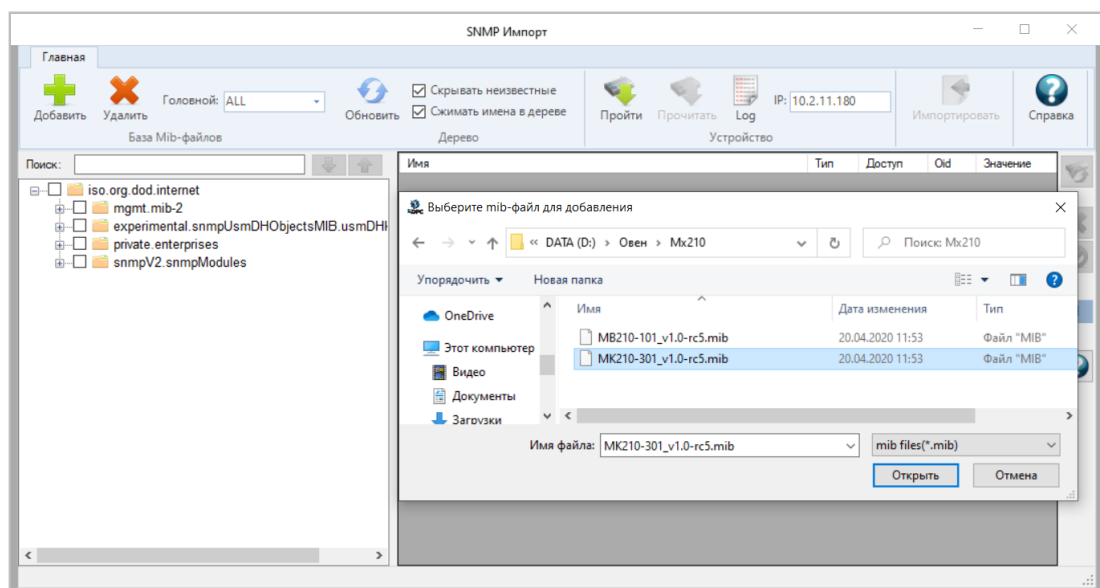 SNMP Импорт
Главная
Добавить
Удалить
Головной: ALL
Обновить
Скрывать неизвестные
Сжимать имена в дереве
Пройти
Прочитать
Log
IP: 10.2.11.180
Импортировать
Справка
База Mib-файлов
Дерево
Устройство
Поиск:
Имя Тип Доступ Oid Значение
iso.org.dod.internet
mgmt.mib-2
experimental.snmpUsmDHObjectsMIB.usmDHI
private.enterprises
snmpV2.snmpModules
Выберите mib-файл для добавления
« DATA (D:) › Овен › Mx210
Поиск: Mx210
Упорядочить
Новая папка
OneDrive
Этот компьютер
Видео
Документы
Загрузки
Имя Дата изменения Тип
MB210-101_v1.0-rc5.mib 20.04.2020 11:53 Файл "MIB"
MK210-301_v1.0-rc5.mib 20.04.2020 11:53 Файл "MIB"
Имя файла: MK210-301_v1.0-rc5.mib
mib files(*.mib)
Открыть
Отмена